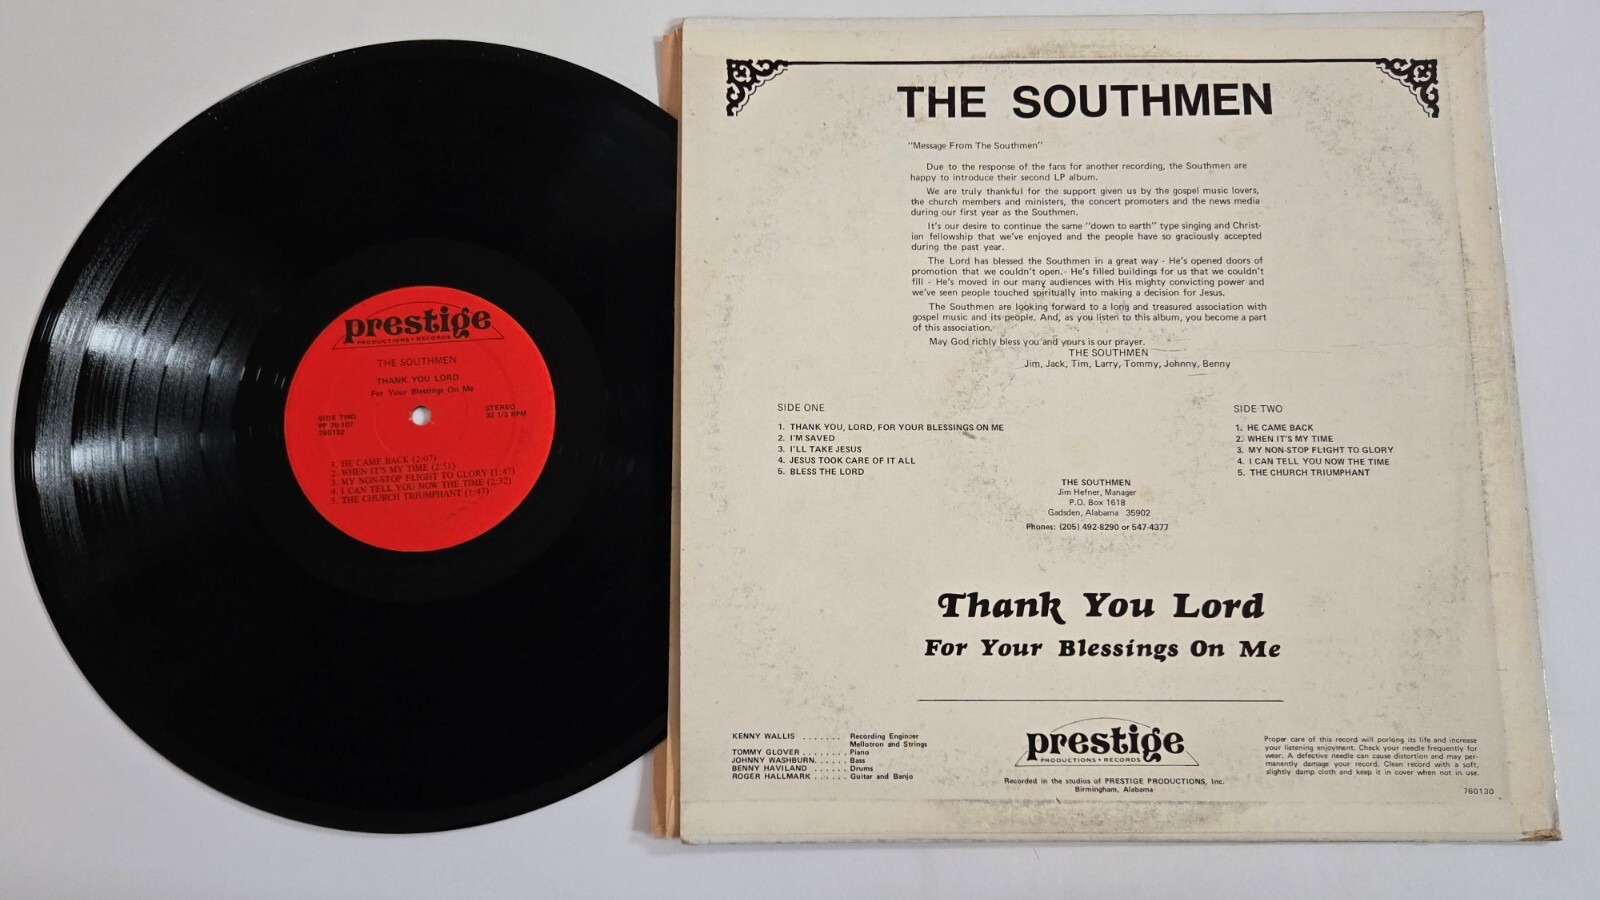 prestige
PRODUCTIONS • RECORDS
THE SOUTHMEN
THANK YOU LORD
For Your Blessings On Me
SIDE TWO
PP 76-107
760132
STEREO
33 1/3 RPM
1. HE CAME BACK (2:07)
2. WHEN IT'S MY TIME (2:51)
3. MY NON-STOP FLIGHT TO GLORY (1:47)
4. I CAN TELL YOU NOW THE TIME (2:32)
5. THE CHURCH TRIUMPHANT (1:47)
THE SOUTHMEN
"Message From The Southmen"
Due to the response of the fans for another recording, the Southmen are
happy to introduce their second LP album.
We are truly thankful for the support given us by the gospel music lovers,
the church members and ministers, the concert promoters and the news media
during our first year as the Southmen.
It's our desire to continue the same "down to earth" type singing and Christ-
ian fellowship that we've enjoyed and the people have so graciously accepted
during the past year.
The Lord has blessed the Southmen in a great way - He's opened doors of
promotion that we couldn't open.- He's filled buildings for us that we couldn't
fill - He's moved in our many audiences with His mighty convicting power and
we've seen people touched spiritually into making a decision for Jesus.
The Southmen are looking forward to a long and treasured association with
gospel music and its people. And, as you listen to this album, you become a part
of this association.
May God richly bless you and yours is our prayer.
THE SOUTHMEN
Jim, Jack, Tim, Larry, Tommy, Johnny, Benny
SIDE ONE
1. THANK YOU, LORD, FOR YOUR BLESSINGS ON ME
2. I'M SAVED
3. I'LL TAKE JESUS
4. JESUS TOOK CARE OF IT ALL
5. BLESS THE LORD
SIDE TWO
1. HE CAME BACK
2. WHEN IT'S MY TIME
3. MY NON-STOP FLIGHT TO GLORY
4. I CAN TELL YOU NOW THE TIME
5. THE CHURCH TRIUMPHANT
THE SOUTHMEN
Jim Hefner, Manager
P.O. Box 1618
Gadsden, Alabama 35902
Phones: (205) 492-8290 or 547-4377
Thank You Lord
For Your Blessings On Me
KENNY WALLIS ....... Recording Engineer
Mellotron and Strings
TOMMY GLOVER ........ Piano
JOHNNY WASHBURN..... Bass
BENNY HAVILAND ...... Drums
ROGER HALLMARK ..... Guitar and Banjo
prestige
PRODUCTIONS • RECORDS
Recorded in the studios of PRESTIGE PRODUCTIONS, Inc.
Birmingham, Alabama
Proper care of this record will porlong its life and increase
your listening enjoyment. Check your needle frequently for
wear. A defective needle can cause distortion and may per-
manently damage your record. Clean record with a soft,
slightly damp cloth and keep it in cover when not in use.
760130